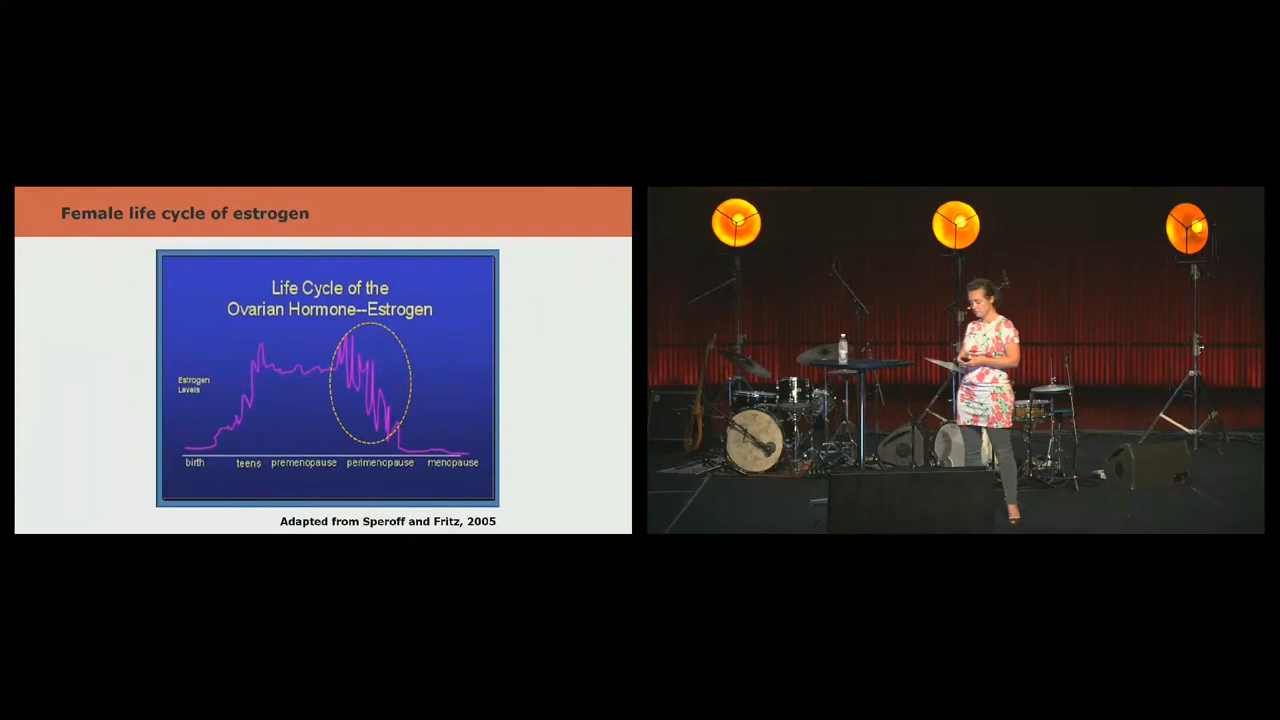 Female life cycle of estrogen
Life Cycle of the
Ovarian Hormone--Estrogen
Estrogen
Levels
birth teens premenopause perimenopause menopause
Adapted from Speroff and Fritz, 2005